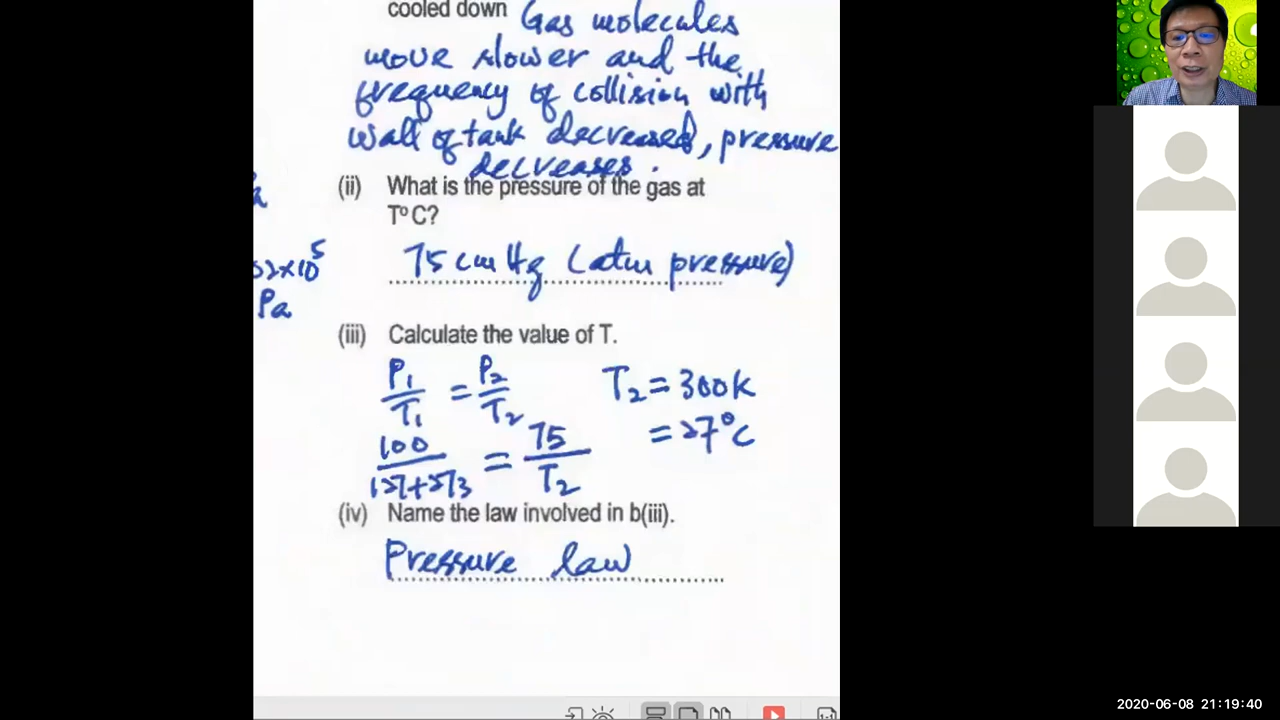 cooled down Gas molecules
move slower and the
frequency of collision with
wall of tank decreased, pressure
decreases.
(ii) What is the pressure of the gas at
T°C?
75 cm Hg (atm pressure)
×10⁵
Pa
(iii) Calculate the value of T.
P₁/T₁ = P₂/T₂
T₂ = 300K
= 27°C
100/127+273 = 75/T₂
(iv) Name the law involved in b(iii).
Pressure law
2020-06-08 21:19:40